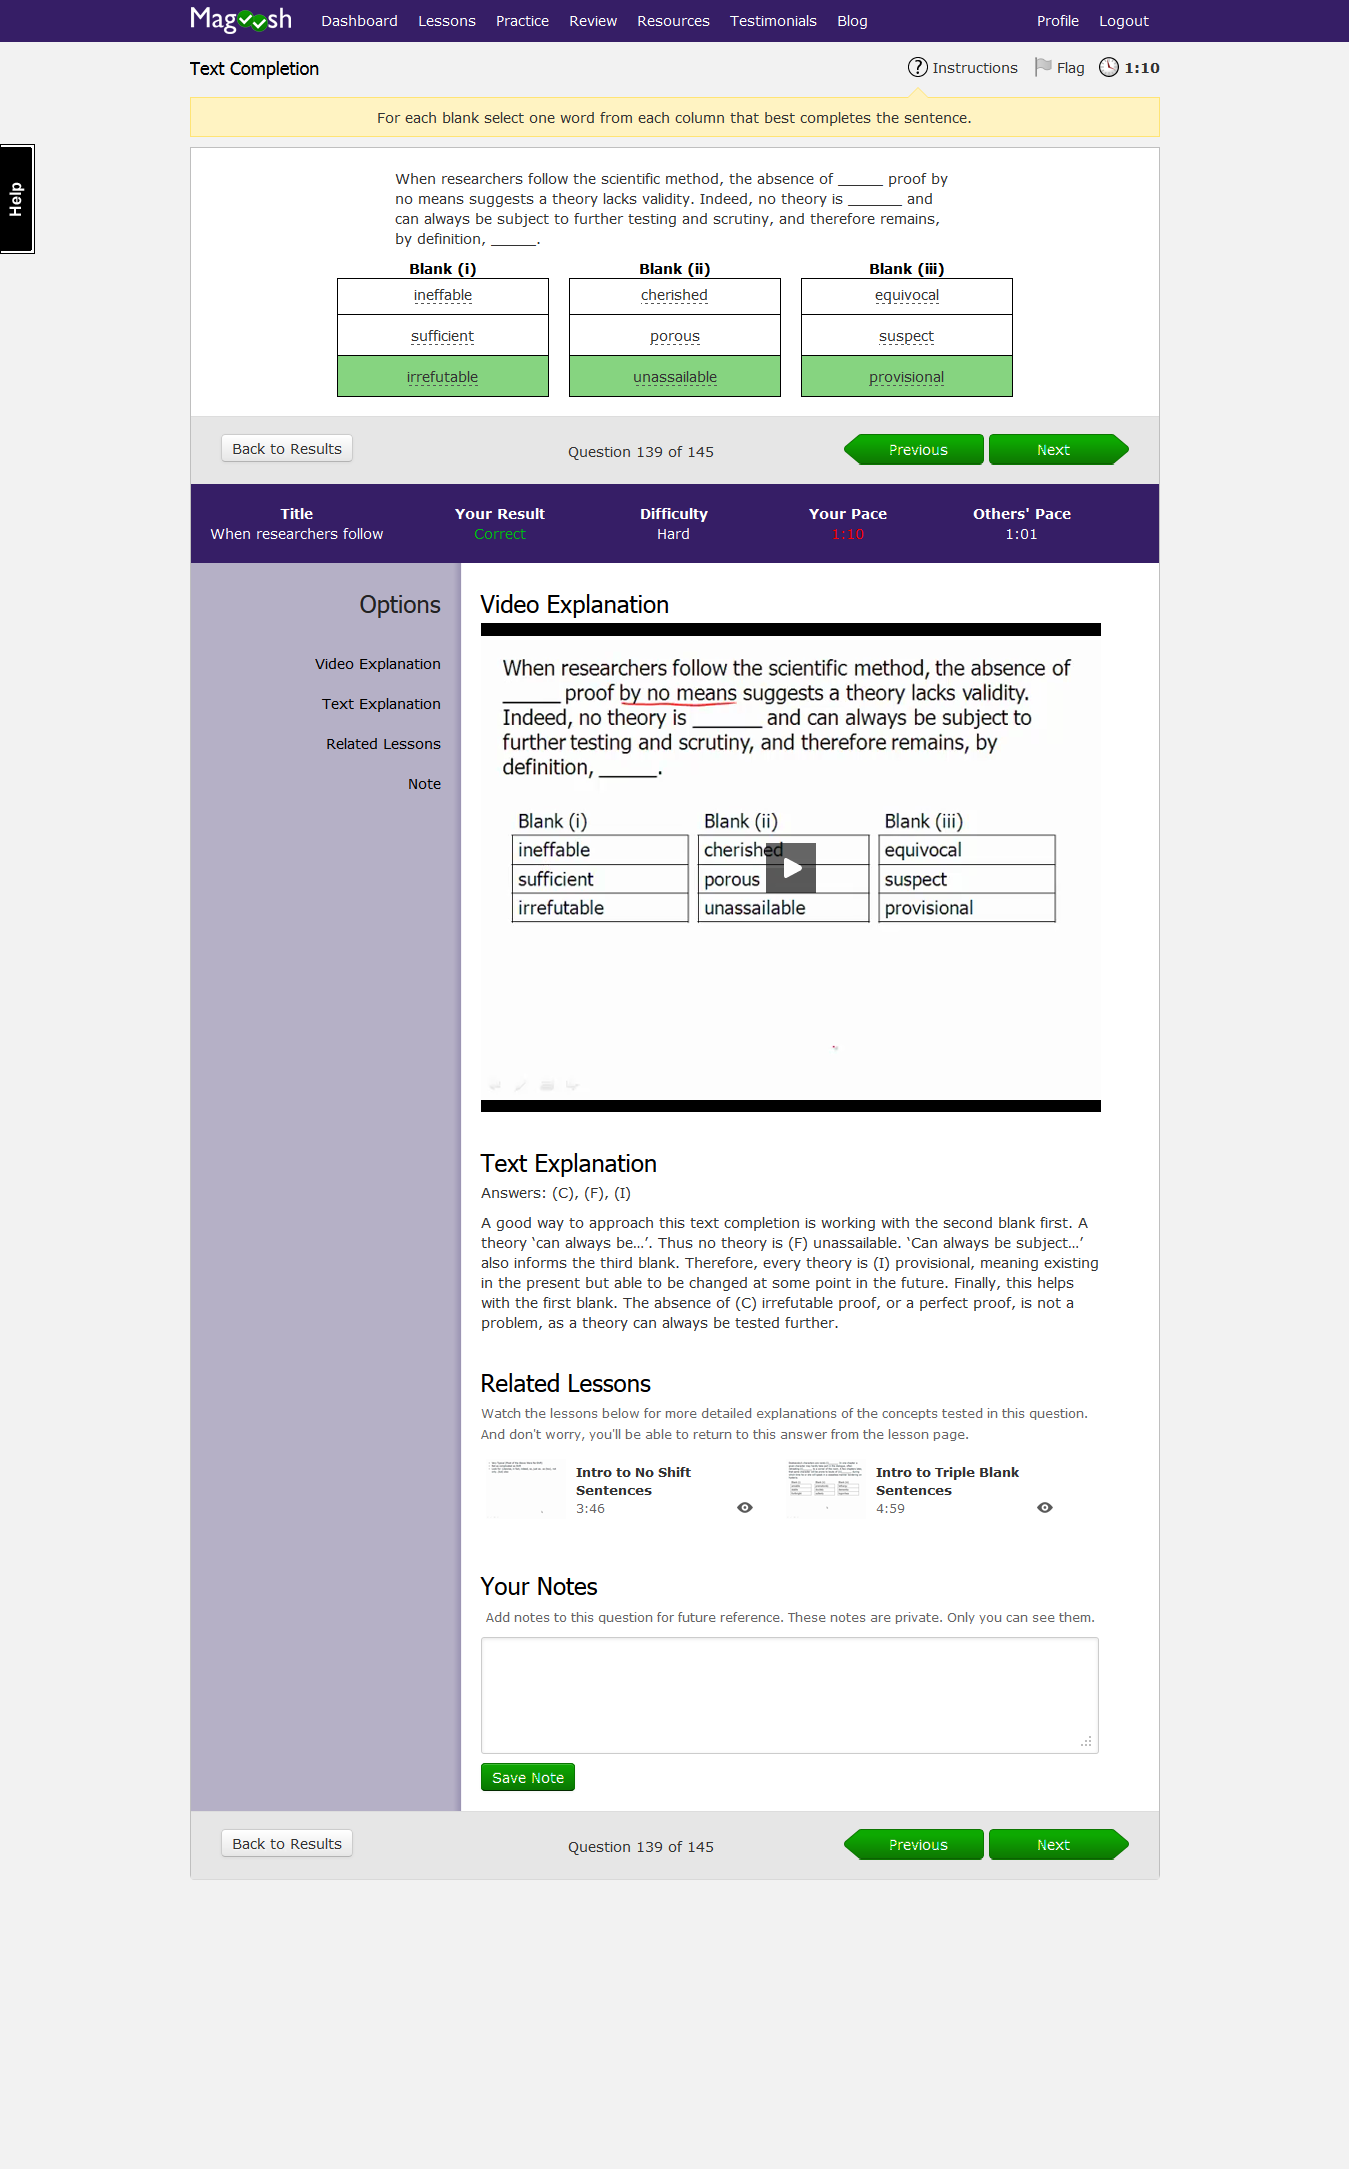 Magoosh Dashboard Lessons Practice Review Resources Testimonials Blog Profile Logout
Text Completion
? Instructions Flag 1:10
For each blank select one word from each column that best completes the sentence.
Help
When researchers follow the scientific method, the absence of _____ proof by
no means suggests a theory lacks validity. Indeed, no theory is ______ and
can always be subject to further testing and scrutiny, and therefore remains,
by definition, _____.
Blank (i) Blank (ii) Blank (iii)
ineffable cherished equivocal
sufficient porous suspect
irrefutable unassailable provisional
Back to Results Question 139 of 145 Previous Next
Title Your Result Difficulty Your Pace Others' Pace
When researchers follow Correct Hard 1:10 1:01
Options
Video Explanation
Text Explanation
Related Lessons
Note
Video Explanation
When researchers follow the scientific method, the absence of
_____ proof by no means suggests a theory lacks validity.
Indeed, no theory is ______ and can always be subject to
further testing and scrutiny, and therefore remains, by
definition, _____.
Blank (i) Blank (ii) Blank (iii)
ineffable cherished equivocal
sufficient porous suspect
irrefutable unassailable provisional
Text Explanation
Answers: (C), (F), (I)
A good way to approach this text completion is working with the second blank first. A
theory ‘can always be…’. Thus no theory is (F) unassailable. ‘Can always be subject…’
also informs the third blank. Therefore, every theory is (I) provisional, meaning existing
in the present but able to be changed at some point in the future. Finally, this helps
with the first blank. The absence of (C) irrefutable proof, or a perfect proof, is not a
problem, as a theory can always be tested further.
Related Lessons
Watch the lessons below for more detailed explanations of the concepts tested in this question.
And don't worry, you'll be able to return to this answer from the lesson page.
Intro to No Shift
Sentences
3:46
Intro to Triple Blank
Sentences
4:59
Your Notes
Add notes to this question for future reference. These notes are private. Only you can see them.
Save Note
Back to Results Question 139 of 145 Previous Next